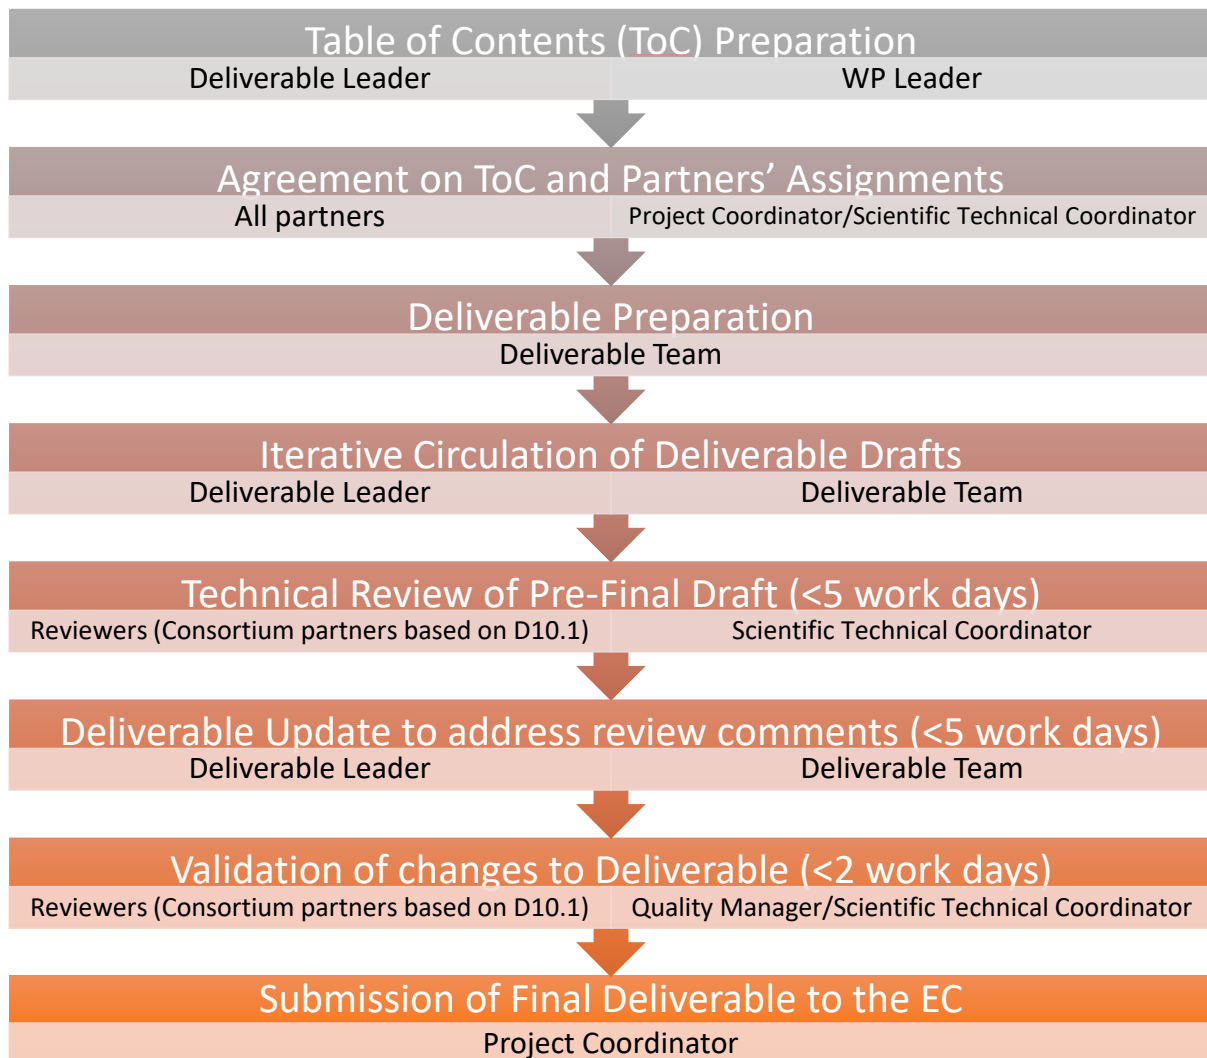 Table of Contents (ToC) Preparation
Deliverable Leader
WP Leader
Agreement on ToC and Partners’ Assignments
All partners
Project Coordinator/Scientific Technical Coordinator
Deliverable Preparation
Deliverable Team
Iterative Circulation of Deliverable Drafts
Deliverable Leader
Deliverable Team
Technical Review of Pre-Final Draft (<5 work days)
Reviewers (Consortium partners based on D10.1)
Scientific Technical Coordinator
Deliverable Update to address review comments (<5 work days)
Deliverable Leader
Deliverable Team
Validation of changes to Deliverable (<2 work days)
Reviewers (Consortium partners based on D10.1)
Quality Manager/Scientific Technical Coordinator
Submission of Final Deliverable to the EC
Project Coordinator